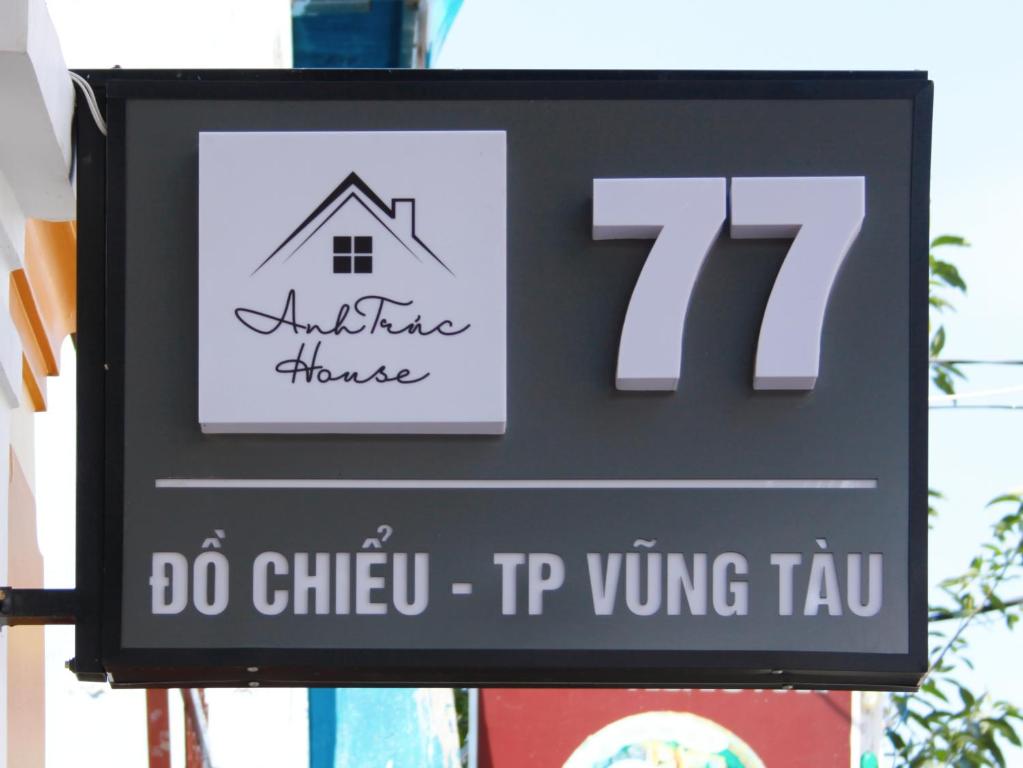 Anh Trúc
House
77
ĐỒ CHIỂU - TP VŨNG TÀU